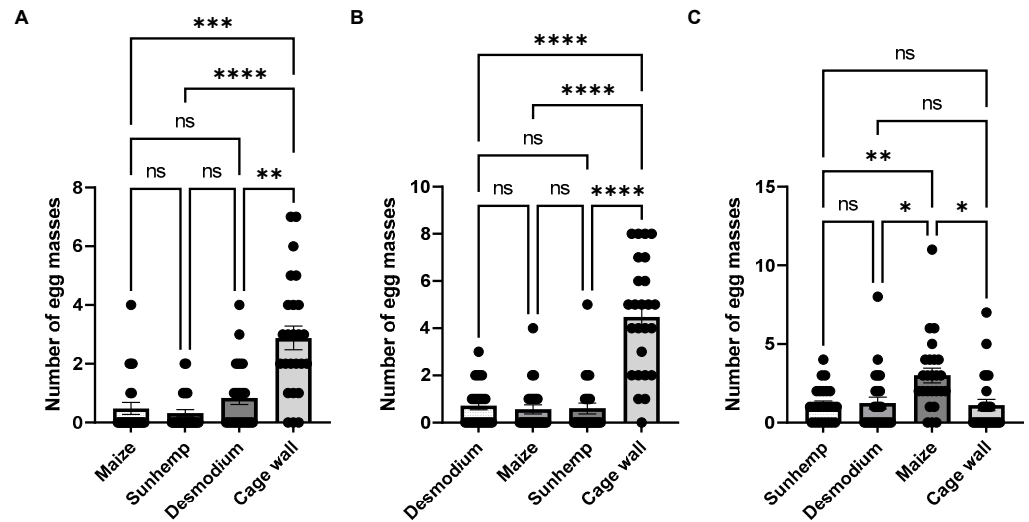 A
B
C
***
****
ns
ns
ns
**
****
****
ns
ns
ns
****
ns
ns
**
ns
*
*
Number of egg masses
8
6
4
2
0
Maize
Sunhemp
Desmodium
Cage wall
Number of egg masses
10
8
6
4
2
0
Desmodium
Maize
Sunhemp
Cage wall
Number of egg masses
15
10
5
0
Sunhemp
Desmodium
Maize
Cage wall